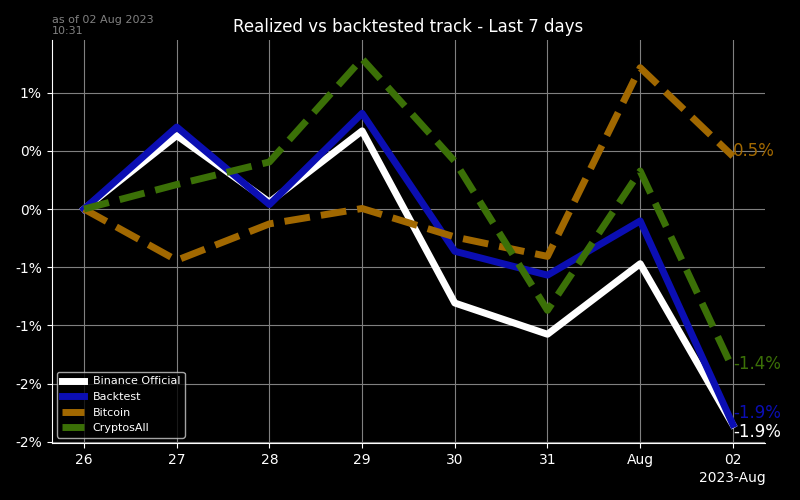 as of 02 Aug 2023
10:31
Realized vs backtested track - Last 7 days
1%
0%
0%
-1%
-1%
-2%
-2%
0.5%
-1.4%
-1.9%
-1.9%
Binance Official
Backtest
Bitcoin
CryptosAll
26 27 28 29 30 31 Aug 02
2023-Aug